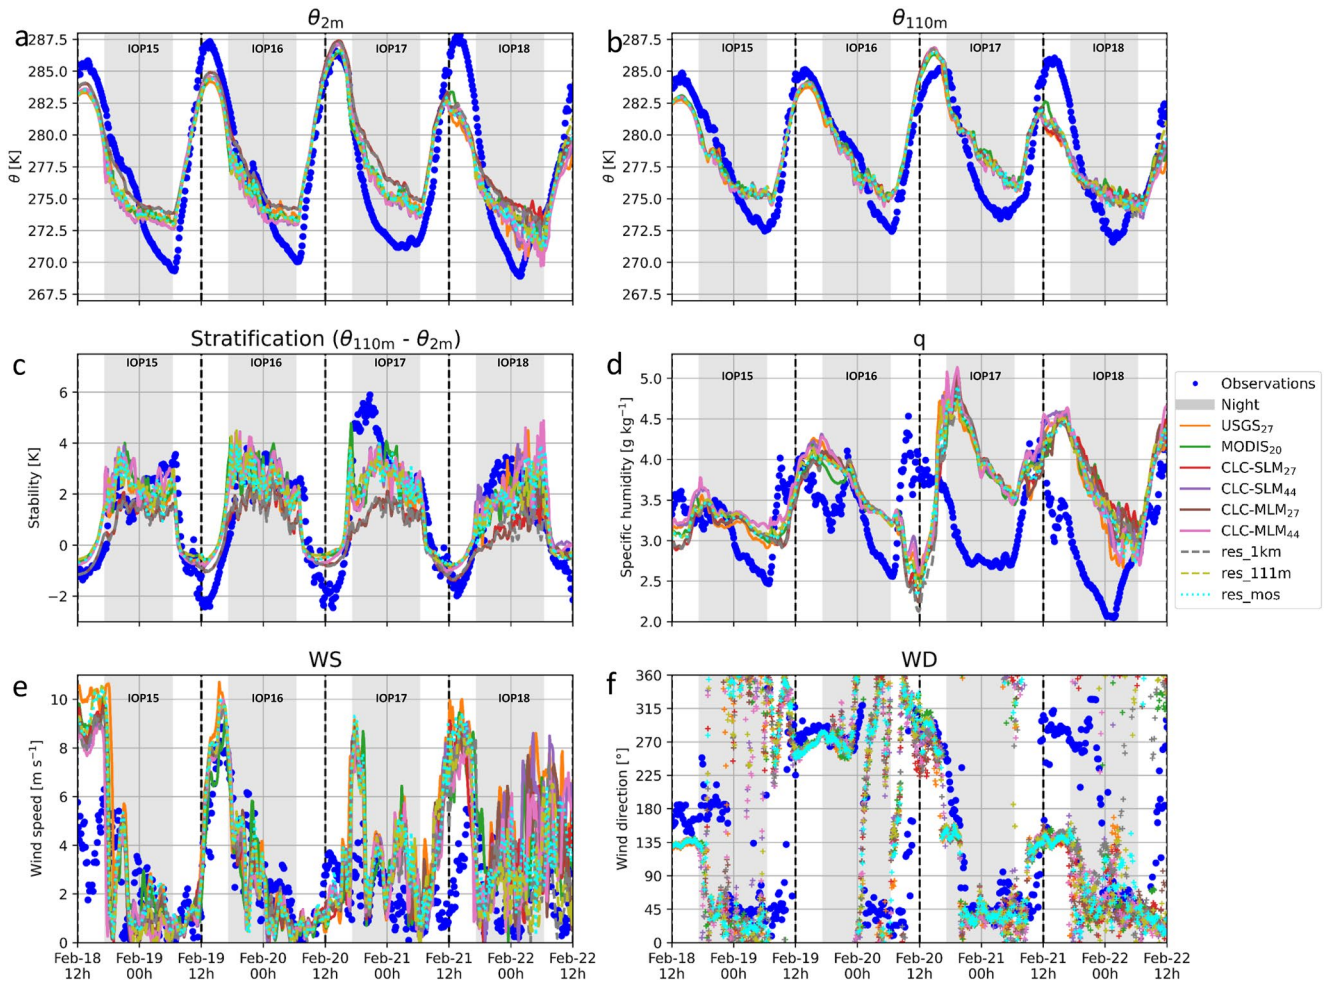 a
θ2m
287.5
285.0
282.5
280.0
277.5
275.0
272.5
270.0
267.5
θ [K]
IOP15
IOP16
IOP17
IOP18
b
θ110m
287.5
285.0
282.5
280.0
277.5
275.0
272.5
270.0
267.5
θ [K]
IOP15
IOP16
IOP17
IOP18
c
Stratification (θ110m - θ2m)
6
4
2
0
−2
Stability [K]
IOP15
IOP16
IOP17
IOP18
d
q
5.0
4.5
4.0
3.5
3.0
2.5
2.0
Specific humidity [g kg−1]
IOP15
IOP16
IOP17
IOP18
Observations
Night
USGS27
MODIS20
CLC-SLM27
CLC-SLM44
CLC-MLM27
CLC-MLM44
res_1km
res_111m
res_mos
e
WS
10
8
6
4
2
0
Wind speed [m s−1]
IOP15
IOP16
IOP17
IOP18
Feb-18
12h
Feb-19
00h
Feb-19
12h
Feb-20
00h
Feb-20
12h
Feb-21
00h
Feb-21
12h
Feb-22
00h
Feb-22
12h
f
WD
360
315
270
225
180
135
90
45
0
Wind direction [°]
Feb-18
12h
Feb-19
00h
Feb-19
12h
Feb-20
00h
Feb-20
12h
Feb-21
00h
Feb-21
12h
Feb-22
00h
Feb-22
12h